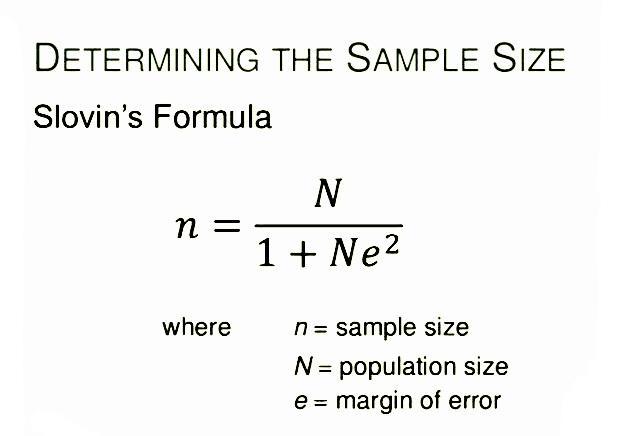 DETERMINING THE SAMPLE SIZE
Slovin's Formula
n = N / 1 + Ne²
where n = sample size
N = population size
e = margin of error